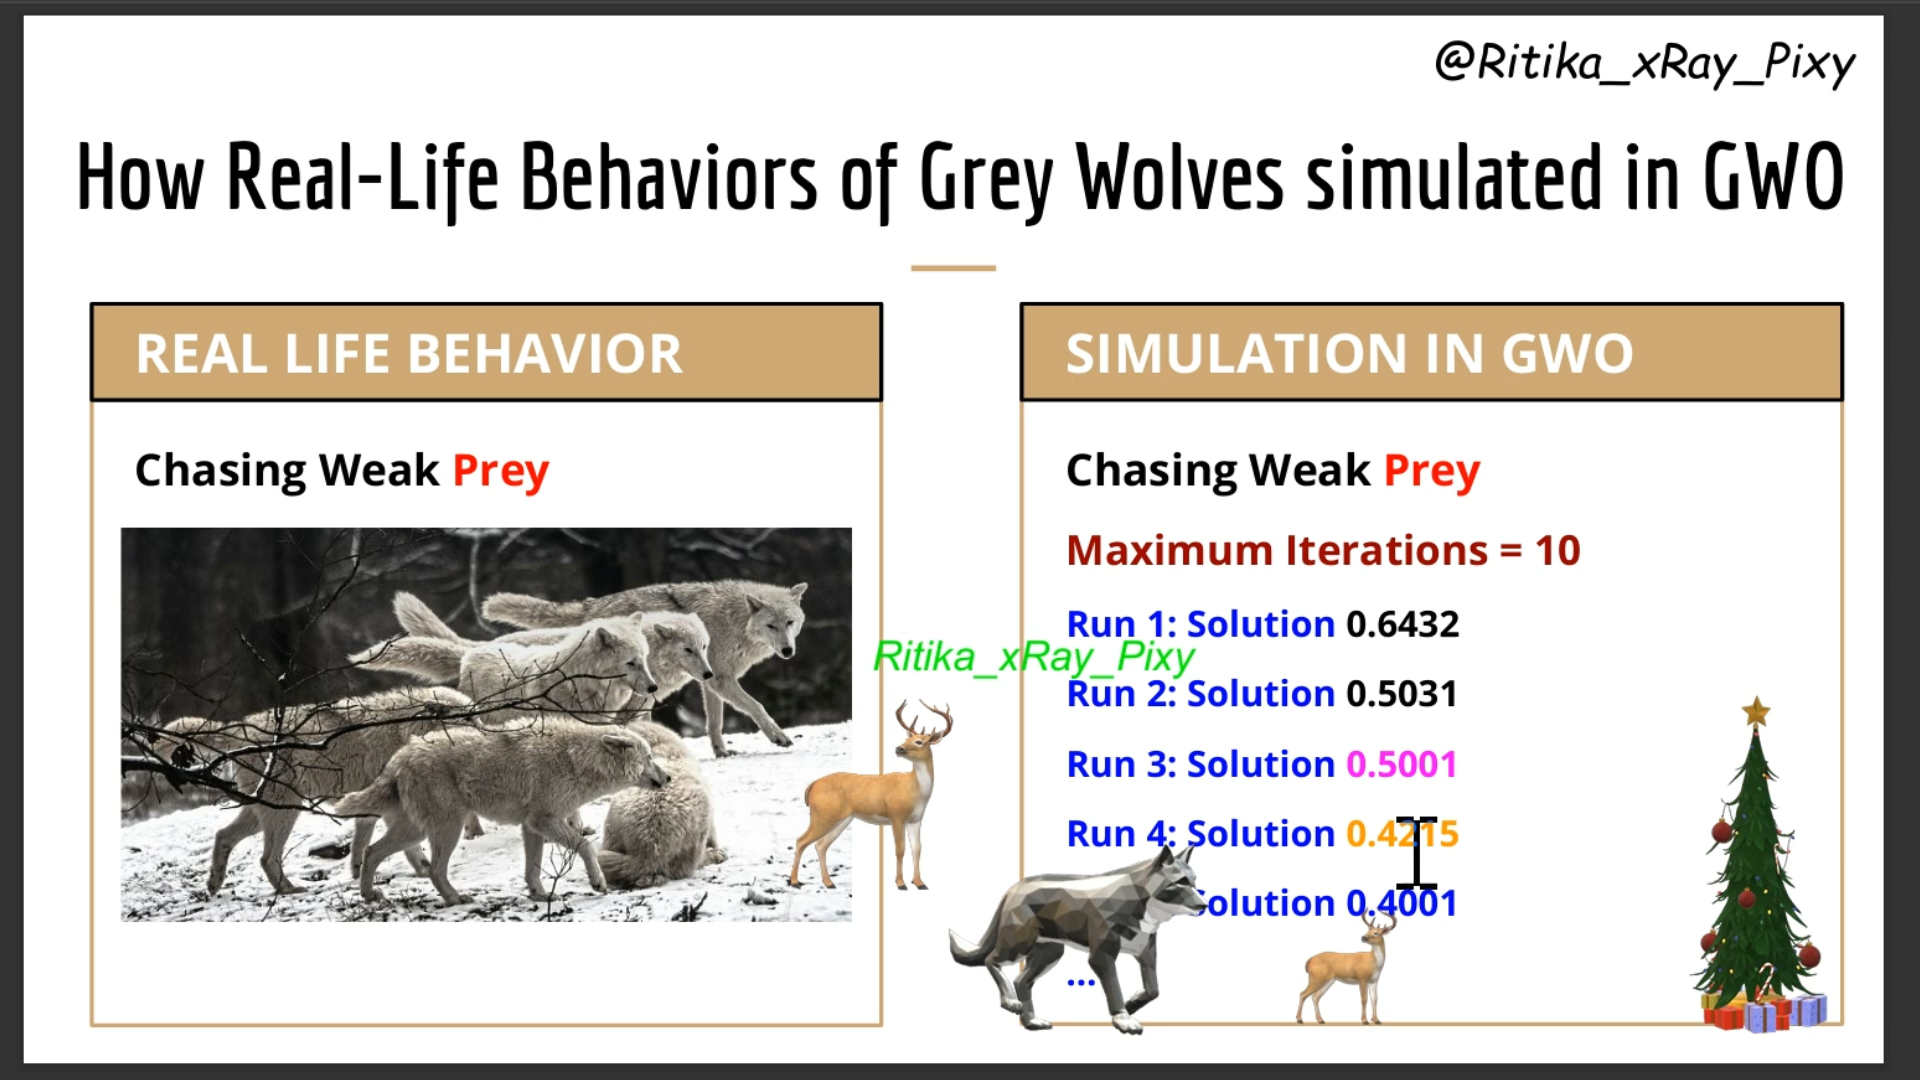 @Ritika_xRay_Pixy
How Real-Life Behaviors of Grey Wolves simulated in GWO
REAL LIFE BEHAVIOR
Chasing Weak Prey
SIMULATION IN GWO
Chasing Weak Prey
Maximum Iterations = 10
Run 1: Solution 0.6432
Ritika_xRay_Pixy
Run 2: Solution 0.5031
Run 3: Solution 0.5001
Run 4: Solution 0.4215
Solution 0.4001
...